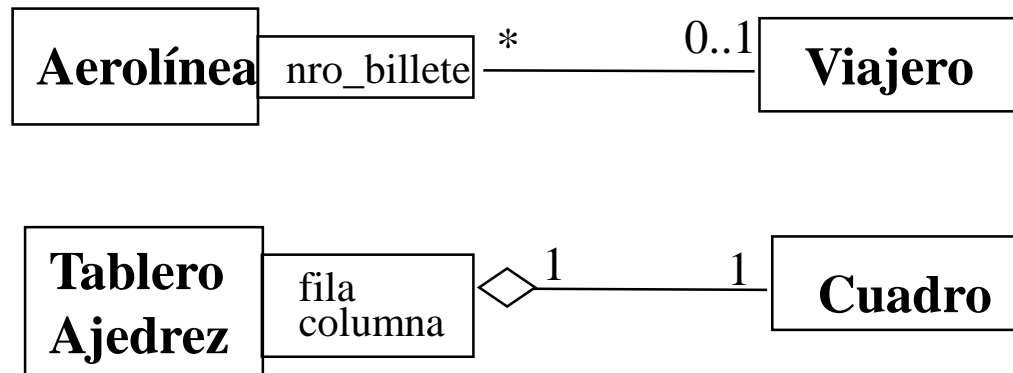 Aerolínea nro_billete * 0..1 Viajero
Tablero
Ajedrez
fila
columna
1 1 Cuadro